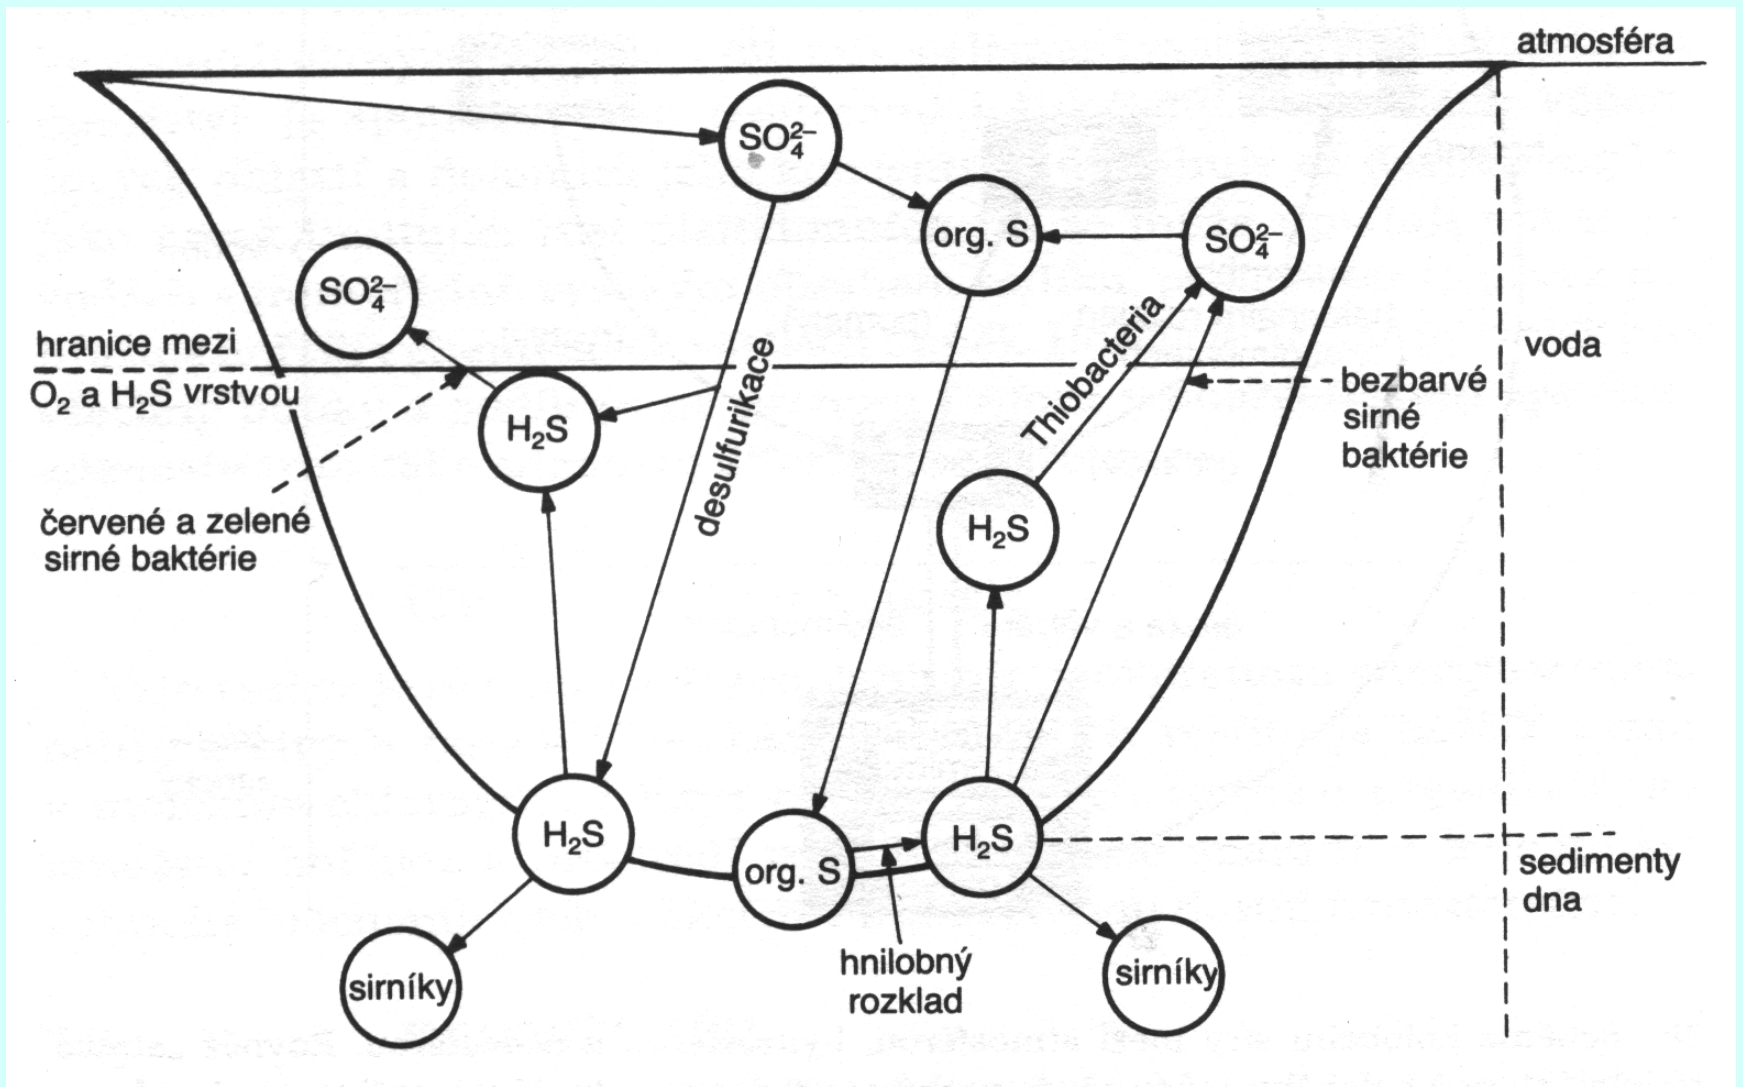 atmosféra
SO₄²⁻
org. S
SO₄²⁻
SO₄²⁻
hranice mezi
O₂ a H₂S vrstvou
voda
bezbarvé
sirné
baktérie
Thiobacteria
desulfurikace
H₂S
H₂S
červené a zelené
sirné baktérie
H₂S
org. S
H₂S
sedimenty
dna
hnilobný
rozklad
sirníky
sirníky